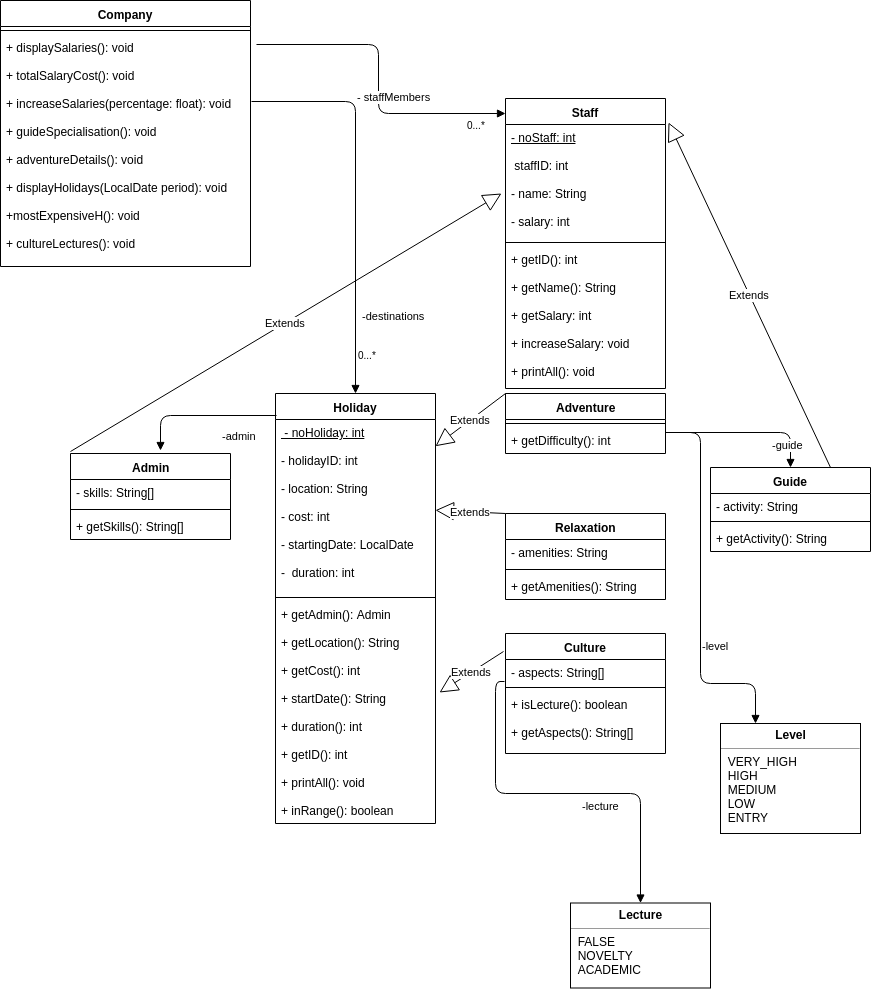 Company
+ displaySalaries(): void
+ totalSalaryCost(): void
+ increaseSalaries(percentage: float): void
+ guideSpecialisation(): void
+ adventureDetails(): void
+ displayHolidays(LocalDate period): void
+mostExpensiveH(): void
+ cultureLectures(): void
- staffMembers
0...*
Staff
- noStaff: int
staffID: int
- name: String
- salary: int
+ getID(): int
+ getName(): String
+ getSalary: int
+ increaseSalary: void
+ printAll(): void
Extends
Extends
-destinations
0...*
Holiday
- noHoliday: int
- holidayID: int
- location: String
- cost: int
- startingDate: LocalDate
- duration: int
+ getAdmin(): Admin
+ getLocation(): String
+ getCost(): int
+ startDate(): String
+ duration(): int
+ getID(): int
+ printAll(): void
+ inRange(): boolean
-admin
Admin
- skills: String[]
+ getSkills(): String[]
Extends
Adventure
+ getDifficulty(): int
-guide
Guide
- activity: String
+ getActivity(): String
Extends
Relaxation
- amenities: String
+ getAmenities(): String
Extends
Culture
- aspects: String[]
+ isLecture(): boolean
+ getAspects(): String[]
-level
Level
VERY_HIGH
HIGH
MEDIUM
LOW
ENTRY
-lecture
Lecture
FALSE
NOVELTY
ACADEMIC